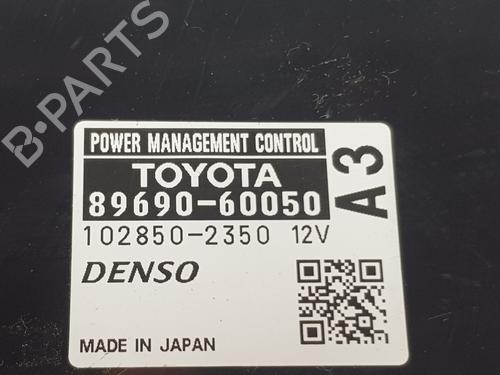 B-PARTS
POWER MANAGEMENT CONTROL
TOYOTA
89690-60050
A3
102850-2350 12V
DENSO
MADE IN JAPAN